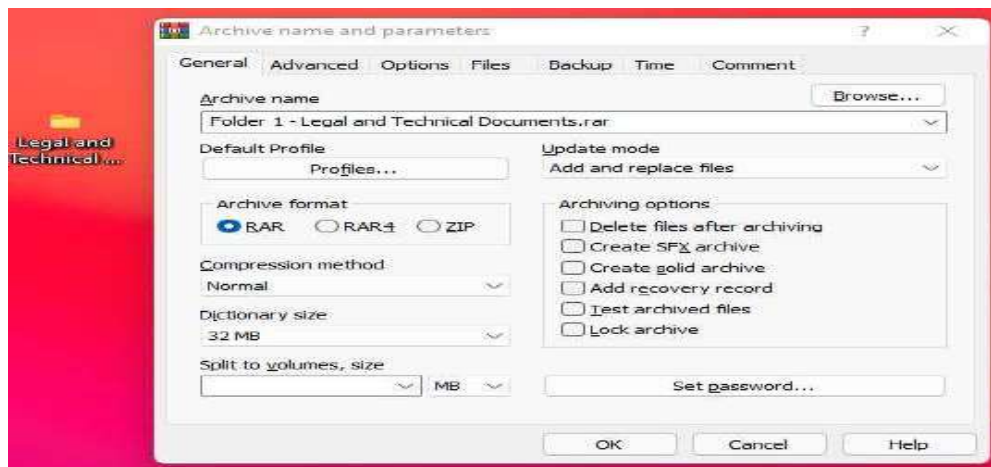 Archive name and parameters ? ×
General Advanced Options Files Backup Time Comment
Archive name Browse...
Folder 1 - Legal and Technical Documents.rar
Legal and
Technical ...
Default Profile Update mode
Profiles... Add and replace files
Archive format Archiving options
RAR RAR4 ZIP Delete files after archiving
Create SFX archive
Compression method Create solid archive
Normal Add recovery record
Dictionary size Test archived files
32 MB Lock archive
Split to volumes, size
MB Set password...
OK Cancel Help